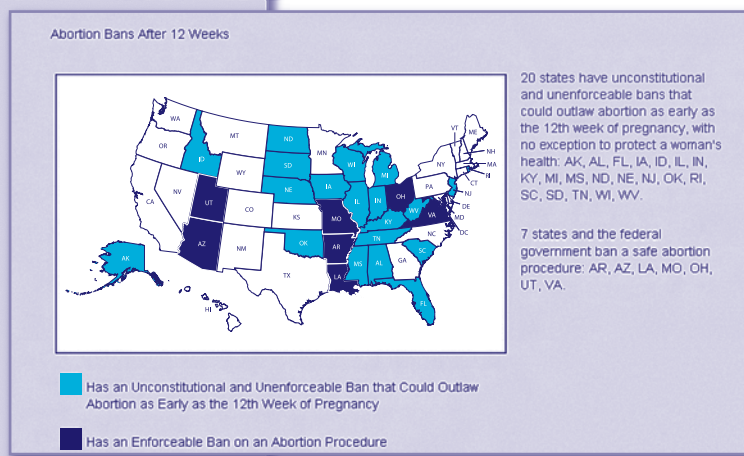 Abortion Bans After 12 Weeks
WA
OR
CA
NV
ID
MT
WY
UT
AZ
CO
NM
ND
SD
NE
KS
OK
TX
MN
IA
MO
AR
LA
WI
IL
MI
IN
OH
KY
TN
MS
AL
GA
FL
SC
NC
VA
WV
PA
NY
VT
ME
NH
MA
RI
CT
NJ
DE
MD
DC
AK
HI
20 states have unconstitutional
and unenforceable bans that
could outlaw abortion as early as
the 12th week of pregnancy, with
no exception to protect a woman's
health: AK, AL, FL, IA, ID, IL, IN,
KY, MI, MS, ND, NE, NJ, OK, RI,
SC, SD, TN, WI, WV.
7 states and the federal
government ban a safe abortion
procedure: AR, AZ, LA, MO, OH,
UT, VA.
Has an Unconstitutional and Unenforceable Ban that Could Outlaw
Abortion as Early as the 12th Week of Pregnancy
Has an Enforceable Ban on an Abortion Procedure